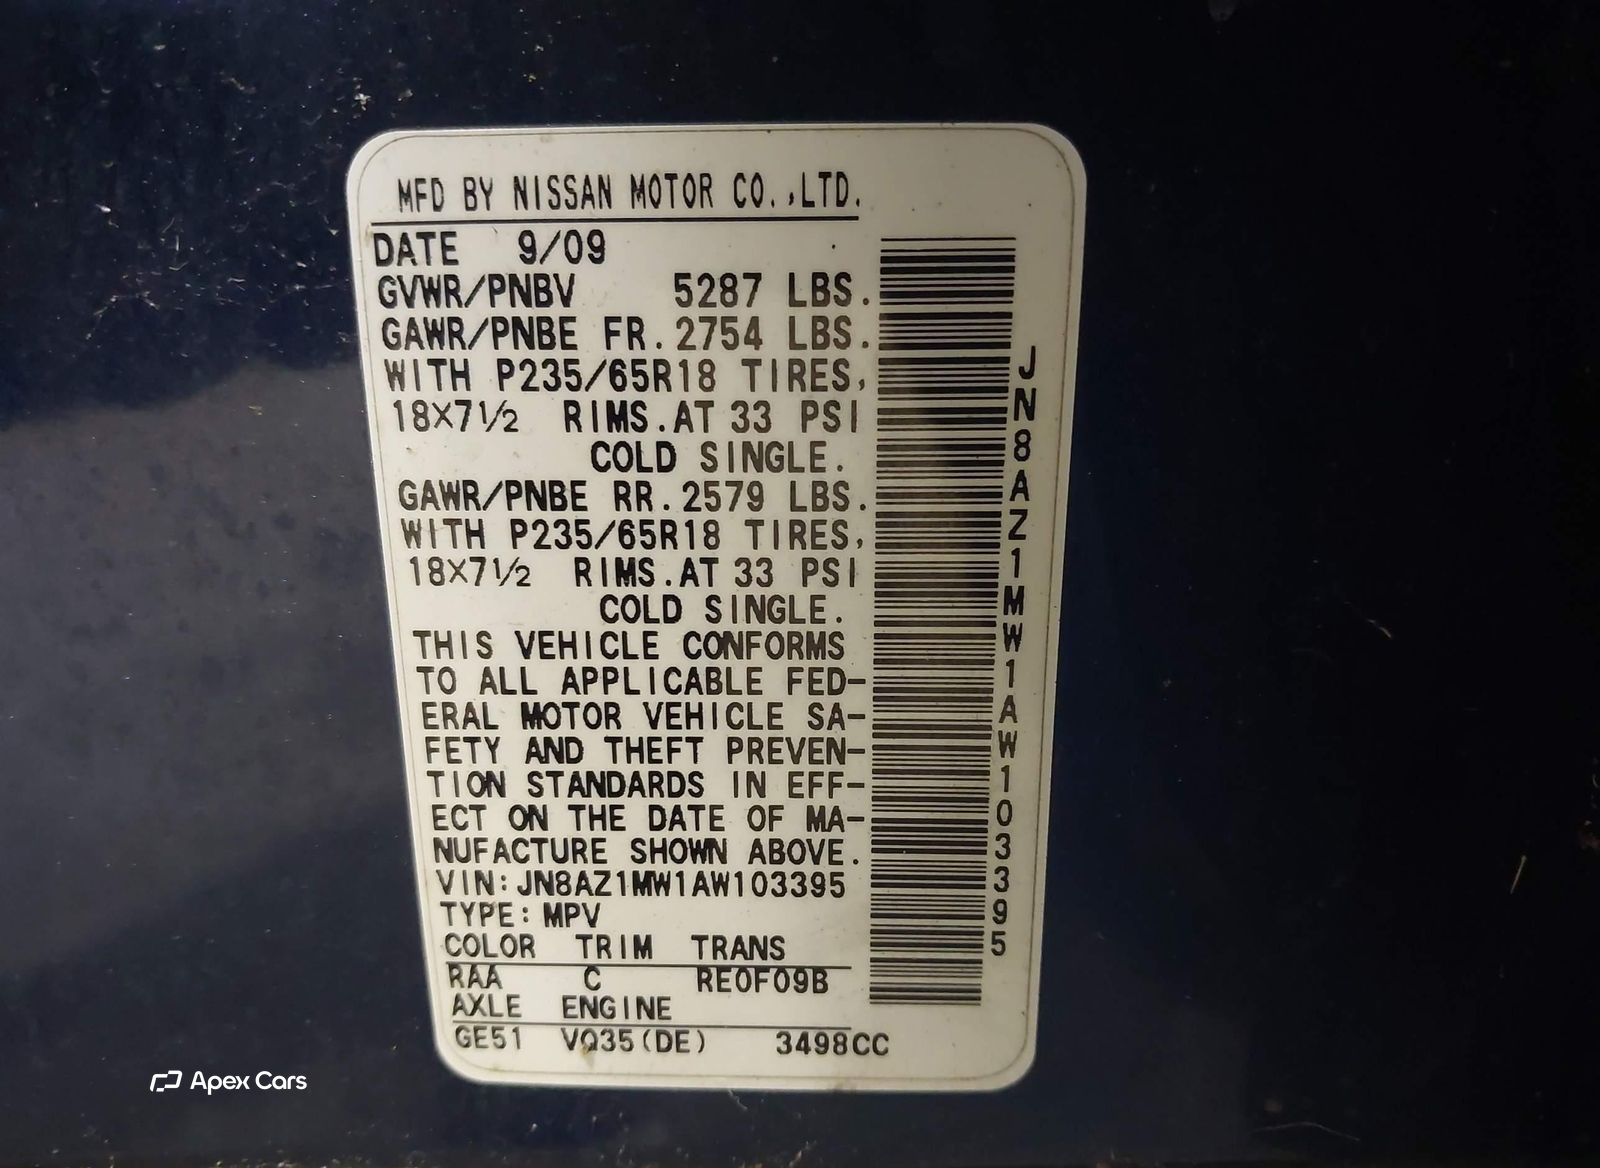 MFD BY NISSAN MOTOR CO.,LTD.
DATE 9/09
GVWR/PNBV 5287 LBS.
GAWR/PNBE FR. 2754 LBS.
WITH P235/65R18 TIRES,
18×7½ RIMS.AT 33 PSI
COLD SINGLE.
GAWR/PNBE RR. 2579 LBS.
WITH P235/65R18 TIRES,
18×7½ RIMS.AT 33 PSI
COLD SINGLE.
THIS VEHICLE CONFORMS
TO ALL APPLICABLE FED-
ERAL MOTOR VEHICLE SA-
FETY AND THEFT PREVEN-
TION STANDARDS IN EFF-
ECT ON THE DATE OF MA-
NUFACTURE SHOWN ABOVE.
VIN:JN8AZ1MW1AW103395
TYPE:MPV
COLOR TRIM TRANS
RAA C RE0F09B
AXLE ENGINE
GE51 VQ35(DE) 3498CC
JN8AZ1MW1AW103395
Apex Cars